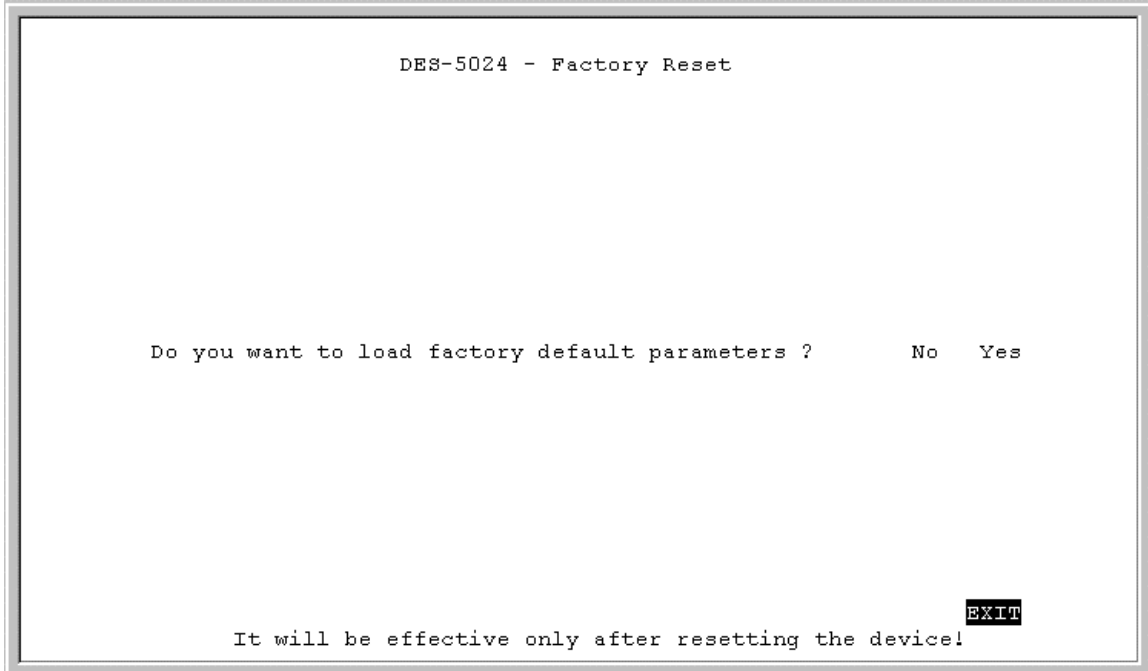 DES-5024 - Factory Reset
Do you want to load factory default parameters ? No Yes
EXIT
It will be effective only after resetting the device!